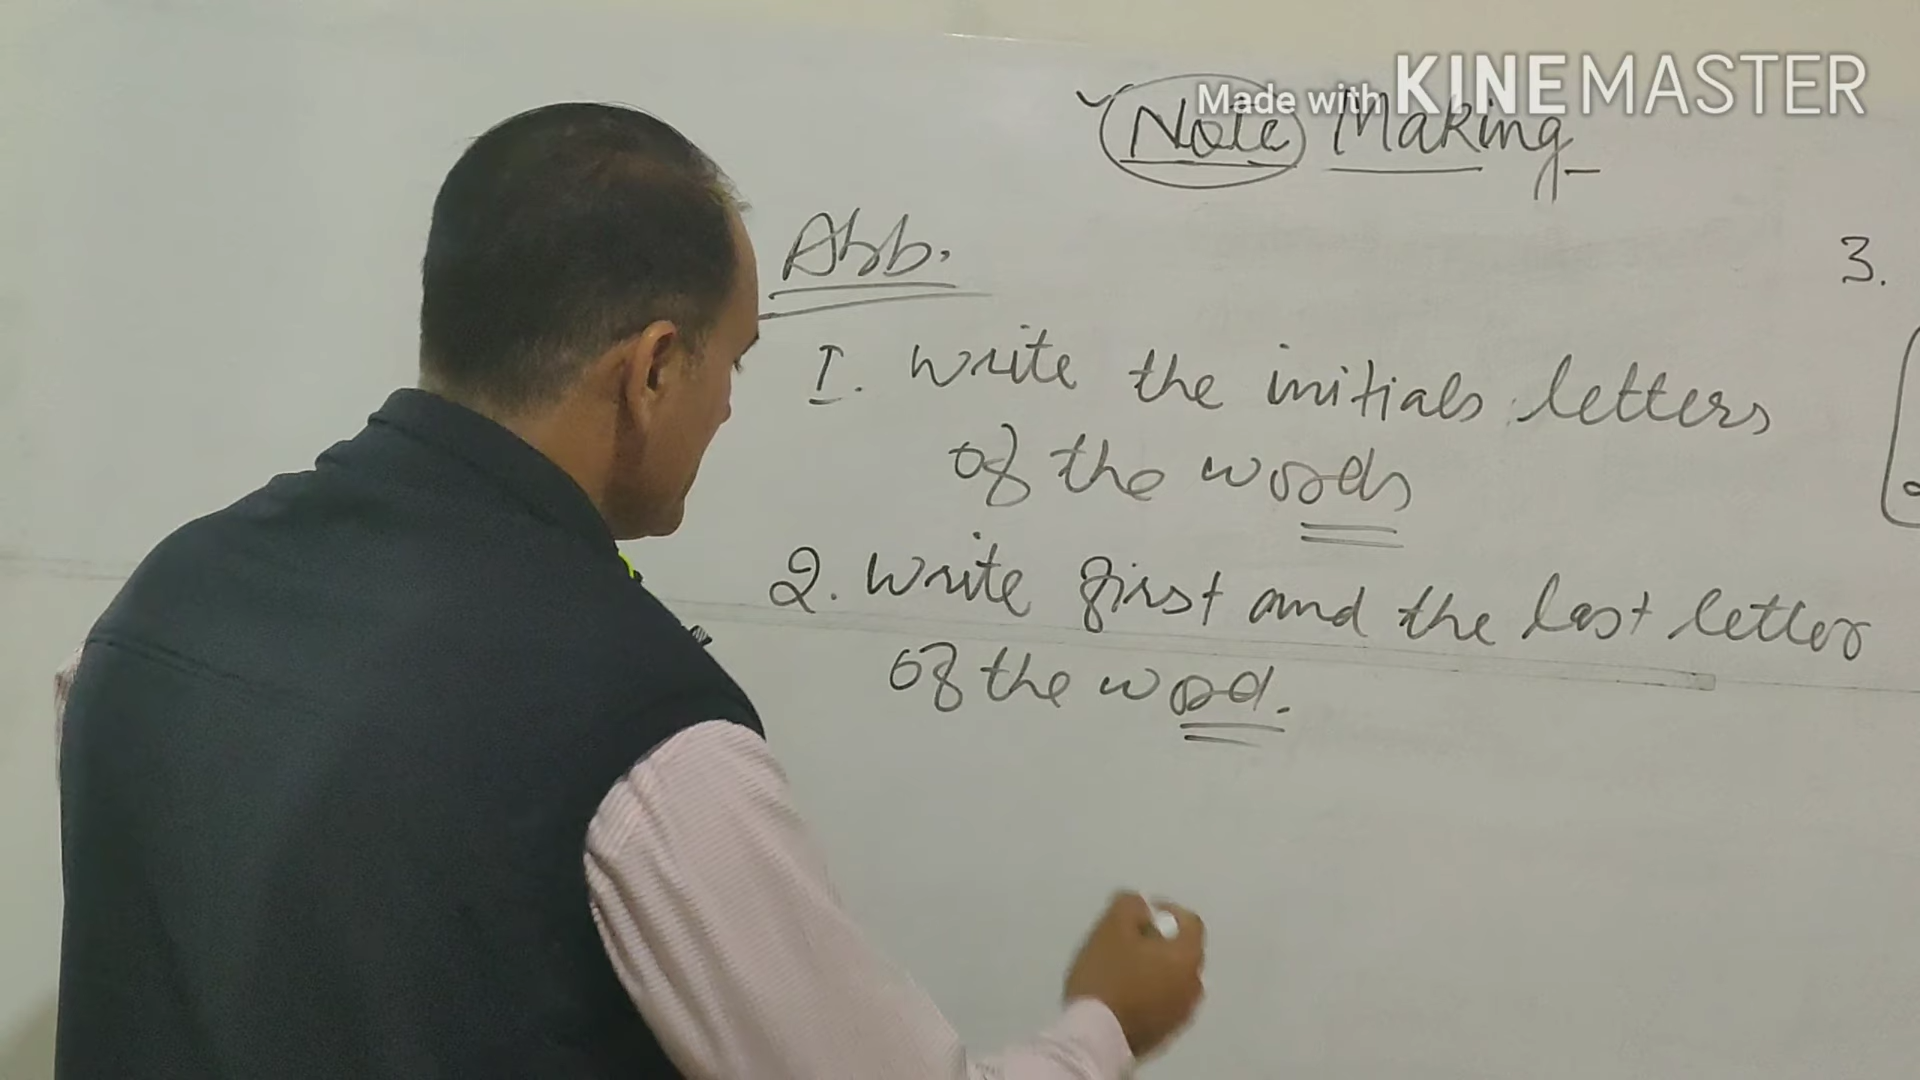 Made with KINEMASTER
Note Making
Abb.
3.
1. Write the initials letters
of the words
2. Write first and the last letter
of the word.